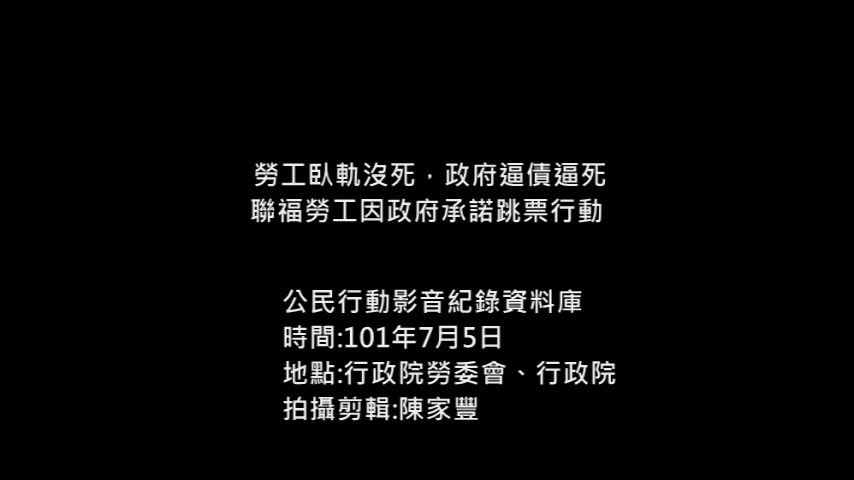 勞工臥軌沒死，政府逼債逼死
聯福勞工因政府承諾跳票行動
公民行動影音紀錄資料庫
時間:101年7月5日
地點:行政院勞委會、行政院
拍攝剪輯:陳家豐